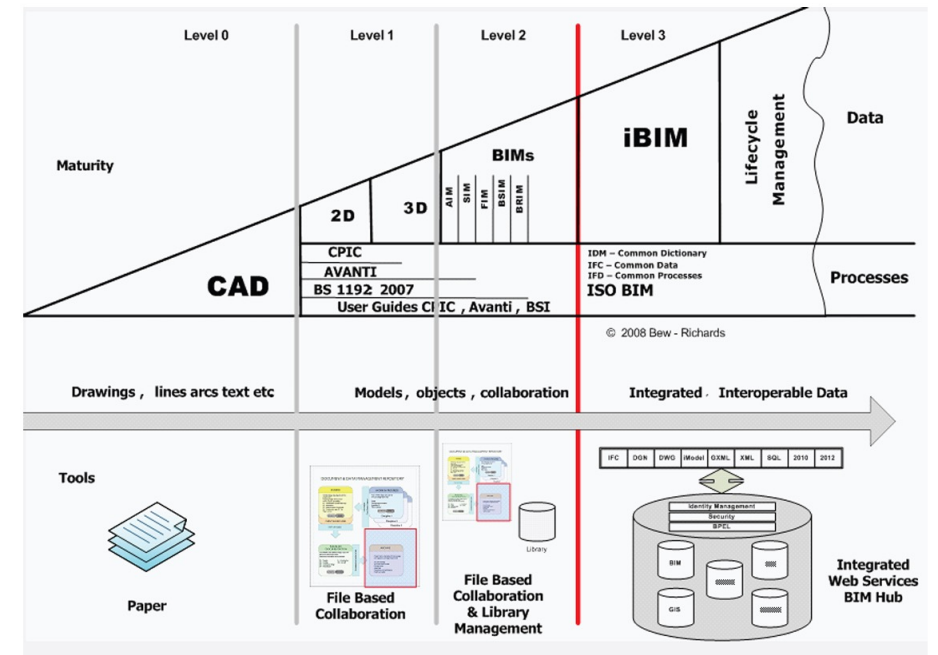 Level 0
Level 1
Level 2
Level 3
Maturity
Data
iBIM
Lifecycle
Management
BIMs
AIM
SIM
FIM
BSIM
BRIM
2D
3D
CAD
CPIC
AVANTI
BS 1192: 2007
User Guides CPIC , Avanti , BSI
IDM – Common Dictionary
IFC – Common Data
IFD – Common Processes
ISO BIM
Processes
© 2008 Bew - Richards
Drawings , lines arcs text etc
Models , objects , collaboration
Integrated , Interoperable Data
Tools
Paper
DOCUMENT & DATA MANAGEMENT REPOSITORY
File Based
Collaboration
Library
File Based
Collaboration
& Library
Management
IFC DGN DWG iModel GXML XML SQL 2010 2012
Identity Management
Security
BPEL
BIM
GIS
Integrated
Web Services
BIM Hub